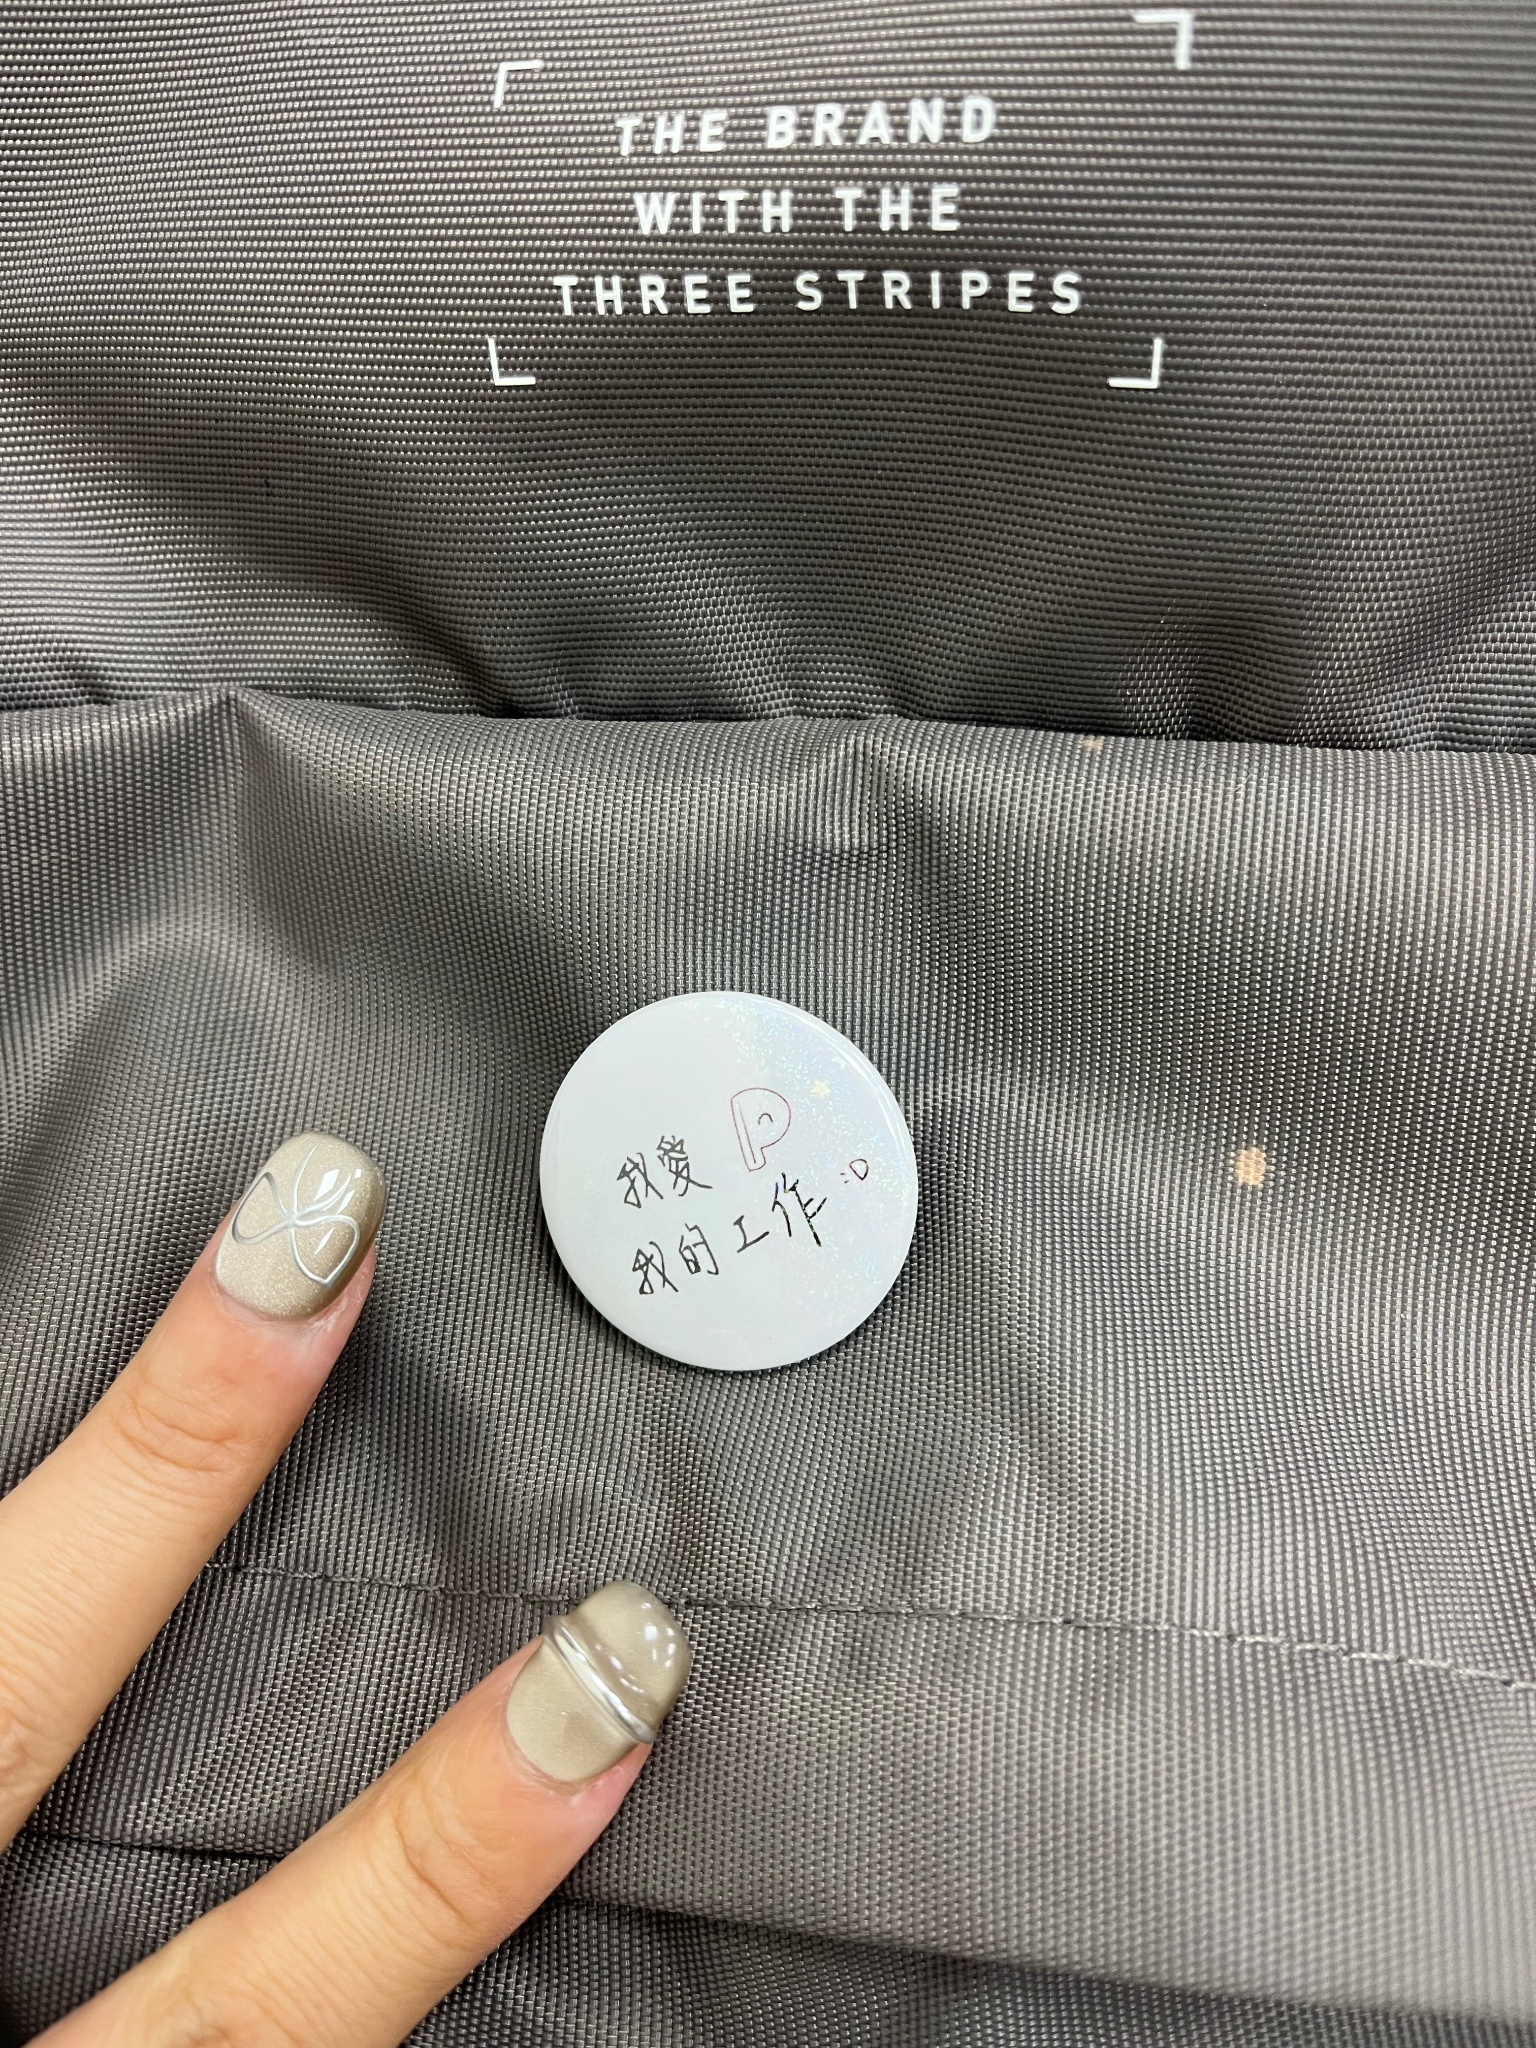 THE BRAND
WITH THE
THREE STRIPES
P
我愛
我的工作 :D